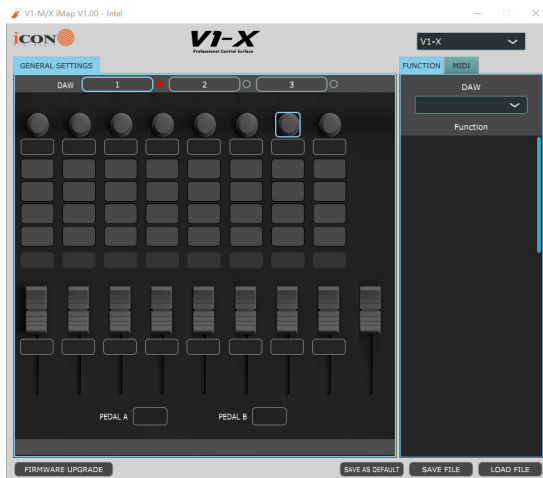 V1-M/X iMap V1.00 - Intel
iCON
V1-X
Professional Control Surface
V1-X
GENERAL SETTINGS
FUNCTION MIDI
DAW 1 2 3
DAW
Function
PEDAL A PEDAL B
FIRMWARE UPGRADE SAVE AS DEFAULT SAVE FILE LOAD FILE